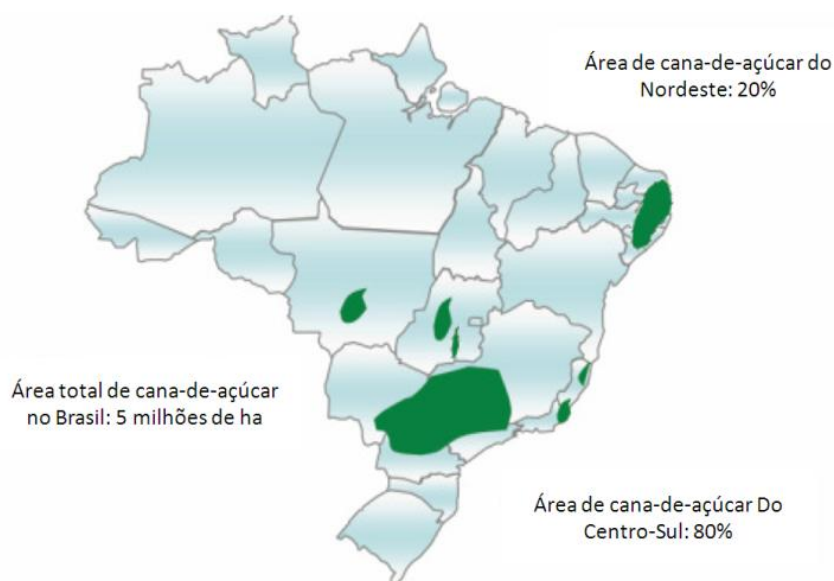 Área de cana-de-açúcar do
Nordeste: 20%
Área total de cana-de-açúcar
no Brasil: 5 milhões de ha
Área de cana-de-açúcar Do
Centro-Sul: 80%